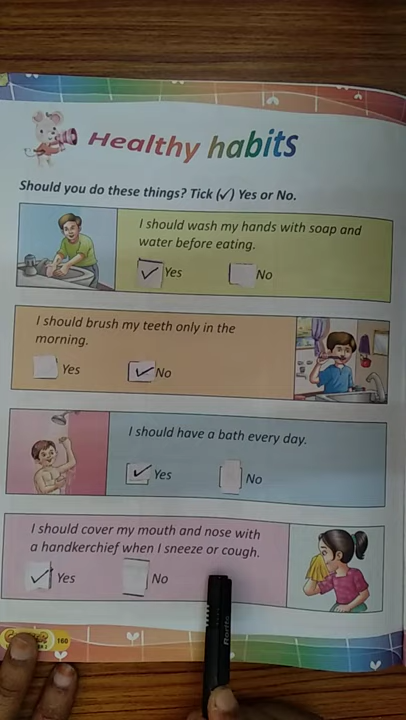 Healthy habits
Should you do these things? Tick (✓) Yes or No.
I should wash my hands with soap and
water before eating.
Yes No
I should brush my teeth only in the
morning.
Yes No
I should have a bath every day.
Yes No
I should cover my mouth and nose with
a handkerchief when I sneeze or cough.
Yes No
160